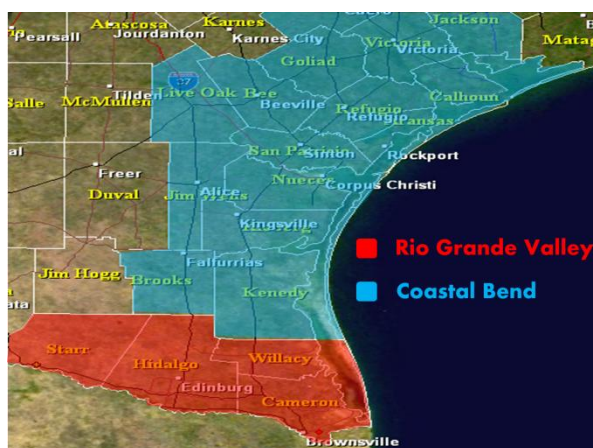 Atascosa
Karnes
Jackson
Pearsall
Jourdanton
Karnes
City
Victoria
Victoria
Goliad
Matag
Salle
McMullen
Tilden
37
Live Oak
Bee
Beeville
Calhoun
Refugio
Refugio
Aransas
San Patricio
Sinton
Rockport
Freer
Nueces
Corpus Christi
Duval
Jim Wells
Alice
Kingsville
Rio Grande Valley
Falfurrias
Jim Hogg
Brooks
Kenedy
Coastal Bend
ata
Starr
Hidalgo
Willacy
Edinburg
Cameron
Brownsville